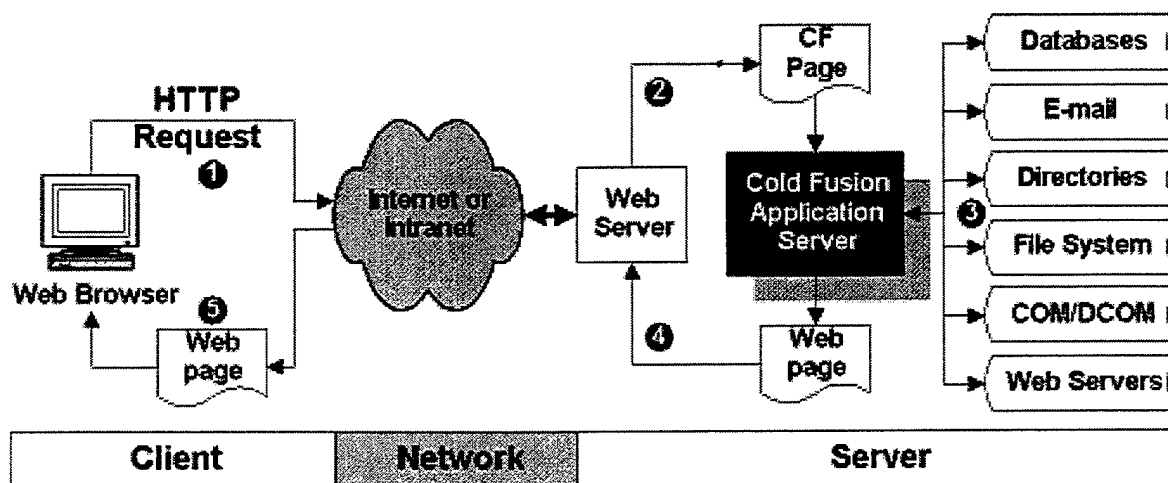 HTTP
Request
1
Web Browser
5
Web
page
Internet or
Intranet
Web
Server
2
CF
Page
Cold Fusion
Application
Server
4
Web
page
3
Databases
E-mail
Directories
File System
COM/DCOM
Web Servers
Client
Network
Server